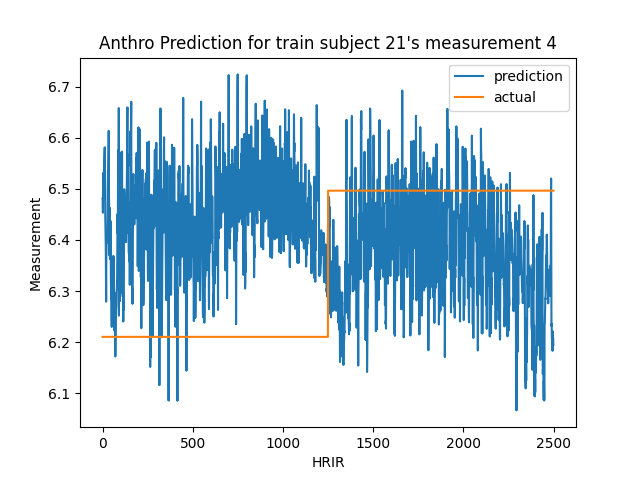 Anthro Prediction for train subject 21's measurement 4
prediction
actual
Measurement
6.7
6.6
6.5
6.4
6.3
6.2
6.1
0 500 1000 1500 2000 2500
HRIR